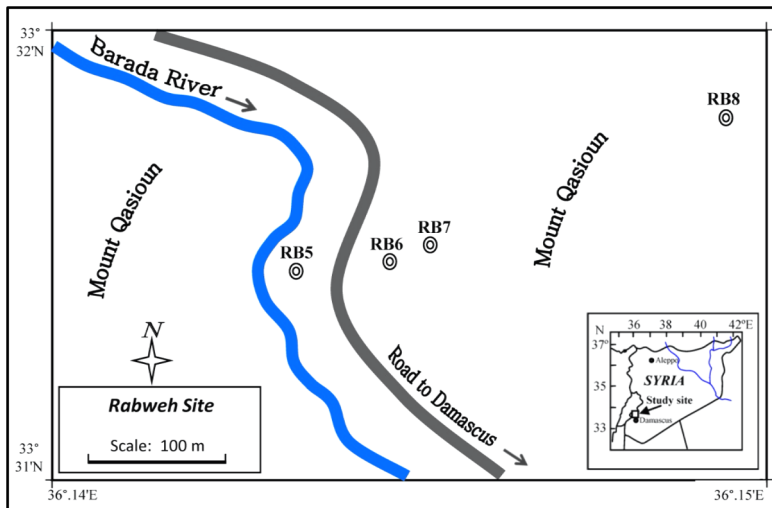 33°
32'N
Barada River
RB8
Mount Qasioun
Mount Qasioun
RB7
RB5
RB6
N
Road to Damascus
Rabweh Site
Scale: 100 m
33°
31'N
36°.14'E
36°.15'E
N
36
38
40
42°E
37°
Aleppo
SYRIA
35
Study site
33
Damascus